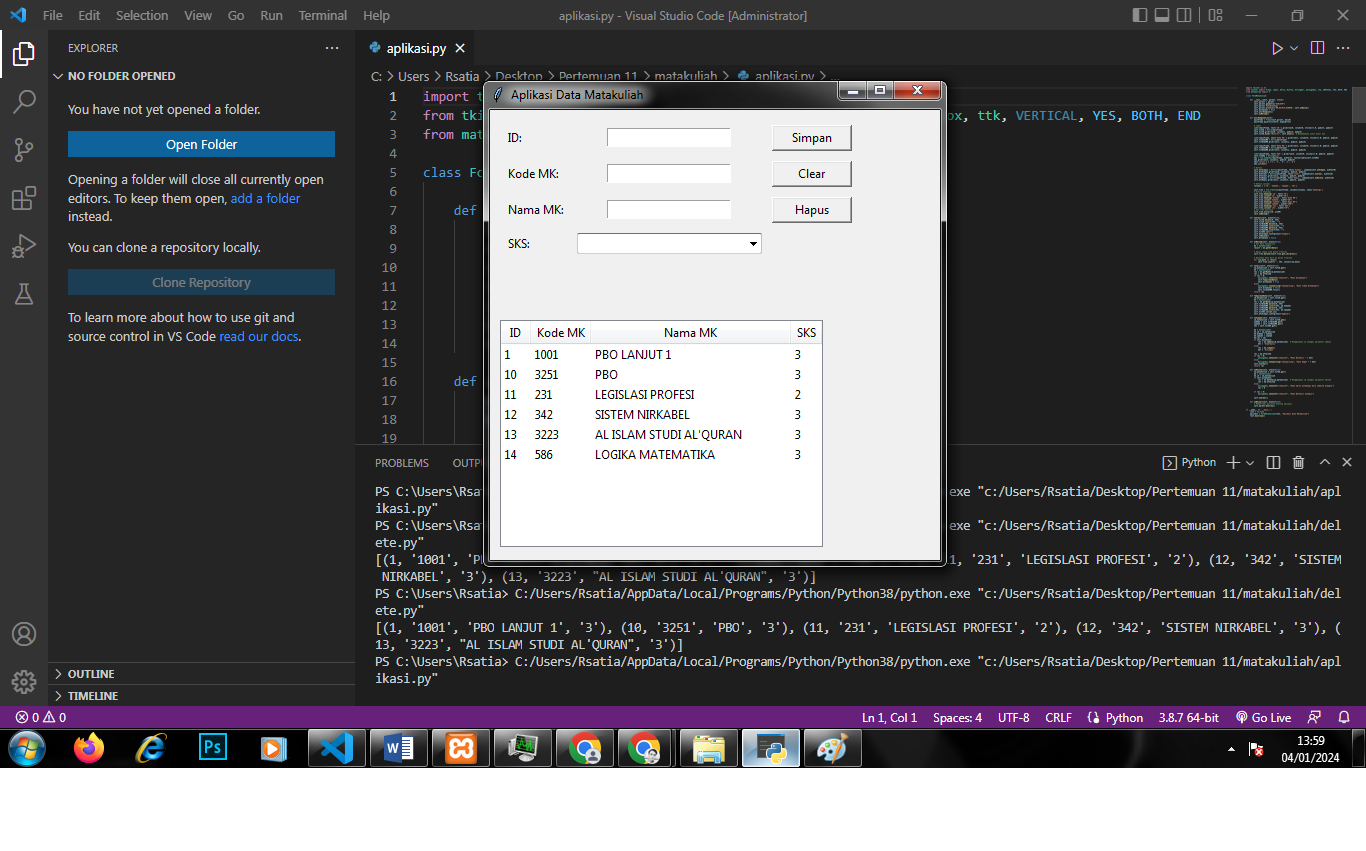 File Edit Selection View Go Run Terminal Help
aplikasi.py - Visual Studio Code [Administrator]
EXPLORER
NO FOLDER OPENED
You have not yet opened a folder.
Open Folder
Opening a folder will close all currently open
editors. To keep them open, add a folder
instead.
You can clone a repository locally.
Clone Repository
To learn more about how to use git and
source control in VS Code read our docs.
OUTLINE
TIMELINE
aplikasi.py
C: > Users > Rsatia > Desktop > Pertemuan 11 > matakuliah > aplikasi.py > ...
1 import t
2 from tki ox, ttk, VERTICAL, YES, BOTH, END
3 from mat
4
5 class Fo
6
7 def
8
9
10
11
12
13
14
15
16 def
17
18
19
Aplikasi Data Matakuliah
ID: Simpan
Kode MK: Clear
Nama MK: Hapus
SKS:
ID Kode MK Nama MK SKS
1 1001 PBO LANJUT 1 3
10 3251 PBO 3
11 231 LEGISLASI PROFESI 2
12 342 SISTEM NIRKABEL 3
13 3223 AL ISLAM STUDI AL'QURAN 3
14 586 LOGIKA MATEMATIKA 3
PROBLEMS OUTP Python
PS C:\Users\Rsat exe "c:/Users/Rsatia/Desktop/Pertemuan 11/matakuliah/apl
ikasi.py"
PS C:\Users\Rsat exe "c:/Users/Rsatia/Desktop/Pertemuan 11/matakuliah/del
ete.py"
[(1, '1001', 'P 1, '231', 'LEGISLASI PROFESI', '2'), (12, '342', 'SISTEM
NIRKABEL', '3'), (13, '3223', "AL ISLAM STUDI AL'QURAN", '3')]
PS C:\Users\Rsatia> C:/Users/Rsatia/AppData/Local/Programs/Python/Python38/python.exe "c:/Users/Rsatia/Desktop/Pertemuan 11/matakuliah/del
ete.py"
[(1, '1001', 'PBO LANJUT 1', '3'), (10, '3251', 'PBO', '3'), (11, '231', 'LEGISLASI PROFESI', '2'), (12, '342', 'SISTEM NIRKABEL', '3'), (
13, '3223', "AL ISLAM STUDI AL'QURAN", '3')]
PS C:\Users\Rsatia> C:/Users/Rsatia/AppData/Local/Programs/Python/Python38/python.exe "c:/Users/Rsatia/Desktop/Pertemuan 11/matakuliah/apl
ikasi.py"
0 0 Ln 1, Col 1 Spaces: 4 UTF-8 CRLF Python 3.8.7 64-bit Go Live
Ps
13:59
04/01/2024